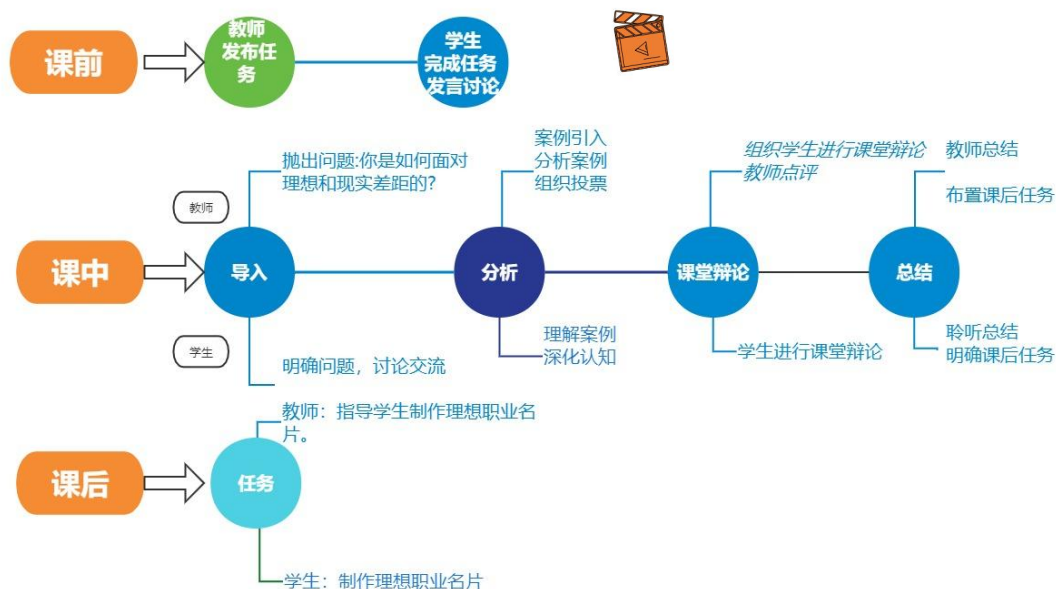 课前
教师
发布任
务
学生
完成任务
发言讨论
抛出问题:你是如何面对
理想和现实差距的?
案例引入
分析案例
组织投票
组织学生进行课堂辩论
教师点评
教师总结
布置课后任务
教师
课中
导入
分析
课堂辩论
总结
学生
明确问题，讨论交流
理解案例
深化认知
学生进行课堂辩论
聆听总结
明确课后任务
教师：指导学生制作理想职业名
片。
课后
任务
学生：制作理想职业名片